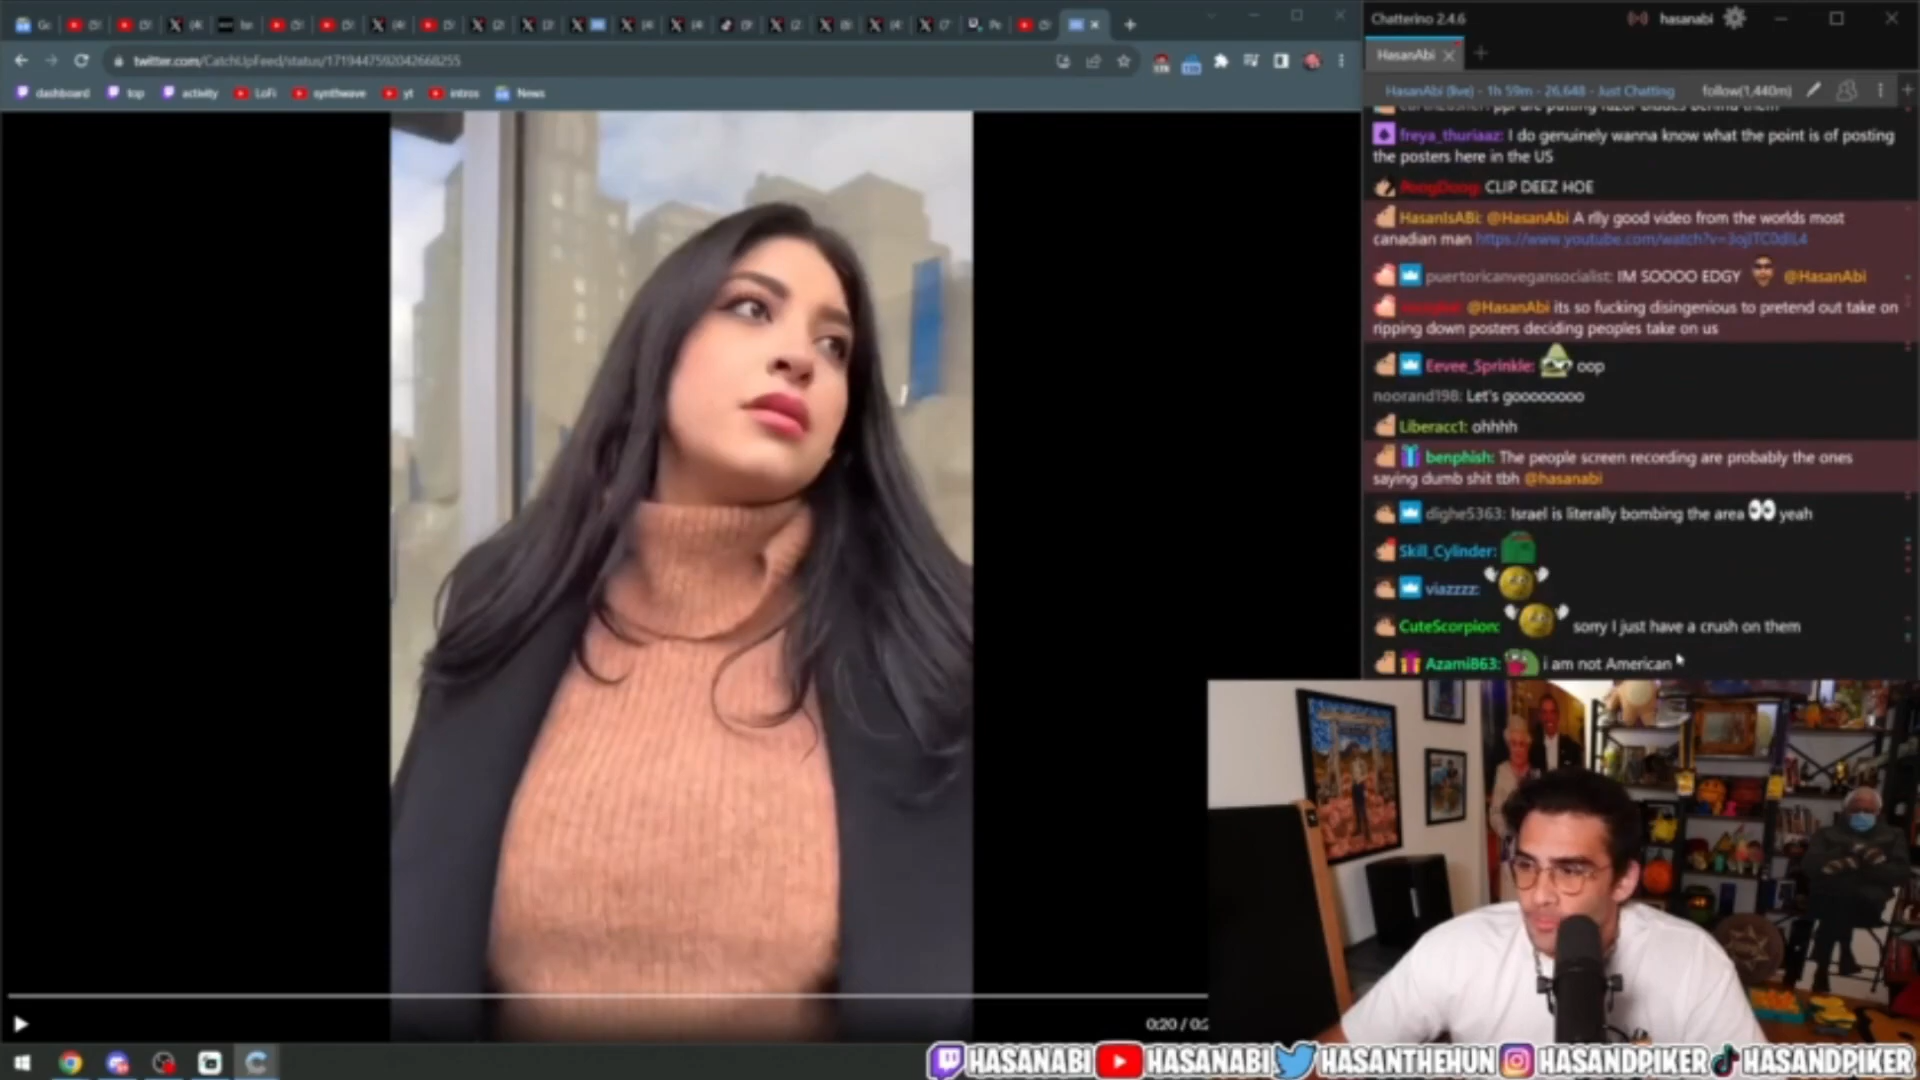 Chatterino 2.4.6
hasanabi
twitter.com/CatchUpFeed/status/1719447592042668255
HasanAbi
dashboard
top
activity
LoFi
synthwave
yt
intros
News
HasanAbi (live) - 1h 59m - 26,648 - Just Chatting
follow(1,440m)
freya_thuriaaz: I do genuinely wanna know what the point is of posting
the posters here in the US
CLIP DEEZ HOE
HasanIsABi: @HasanAbi A rlly good video from the worlds most
canadian man
puertoricanvegansocialist: IM SOOOO EDGY @HasanAbi
@HasanAbi its so fucking disingenious to pretend out take on
ripping down posters deciding peoples take on us
Eevee_Sprinkle: oop
noorand198: Let's goooooooo
Liberacc1: ohhhh
benphish: The people screen recording are probably the ones
saying dumb shit tbh @hasanabi
dighe5363: Israel is literally bombing the area yeah
Skill_Cylinder:
viazzzz:
CuteScorpion: sorry I just have a crush on them
Azami863: i am not American
0:20
HASANABI HASANABI HASANTHEHUN HASANDPIKER HASANDPIKER